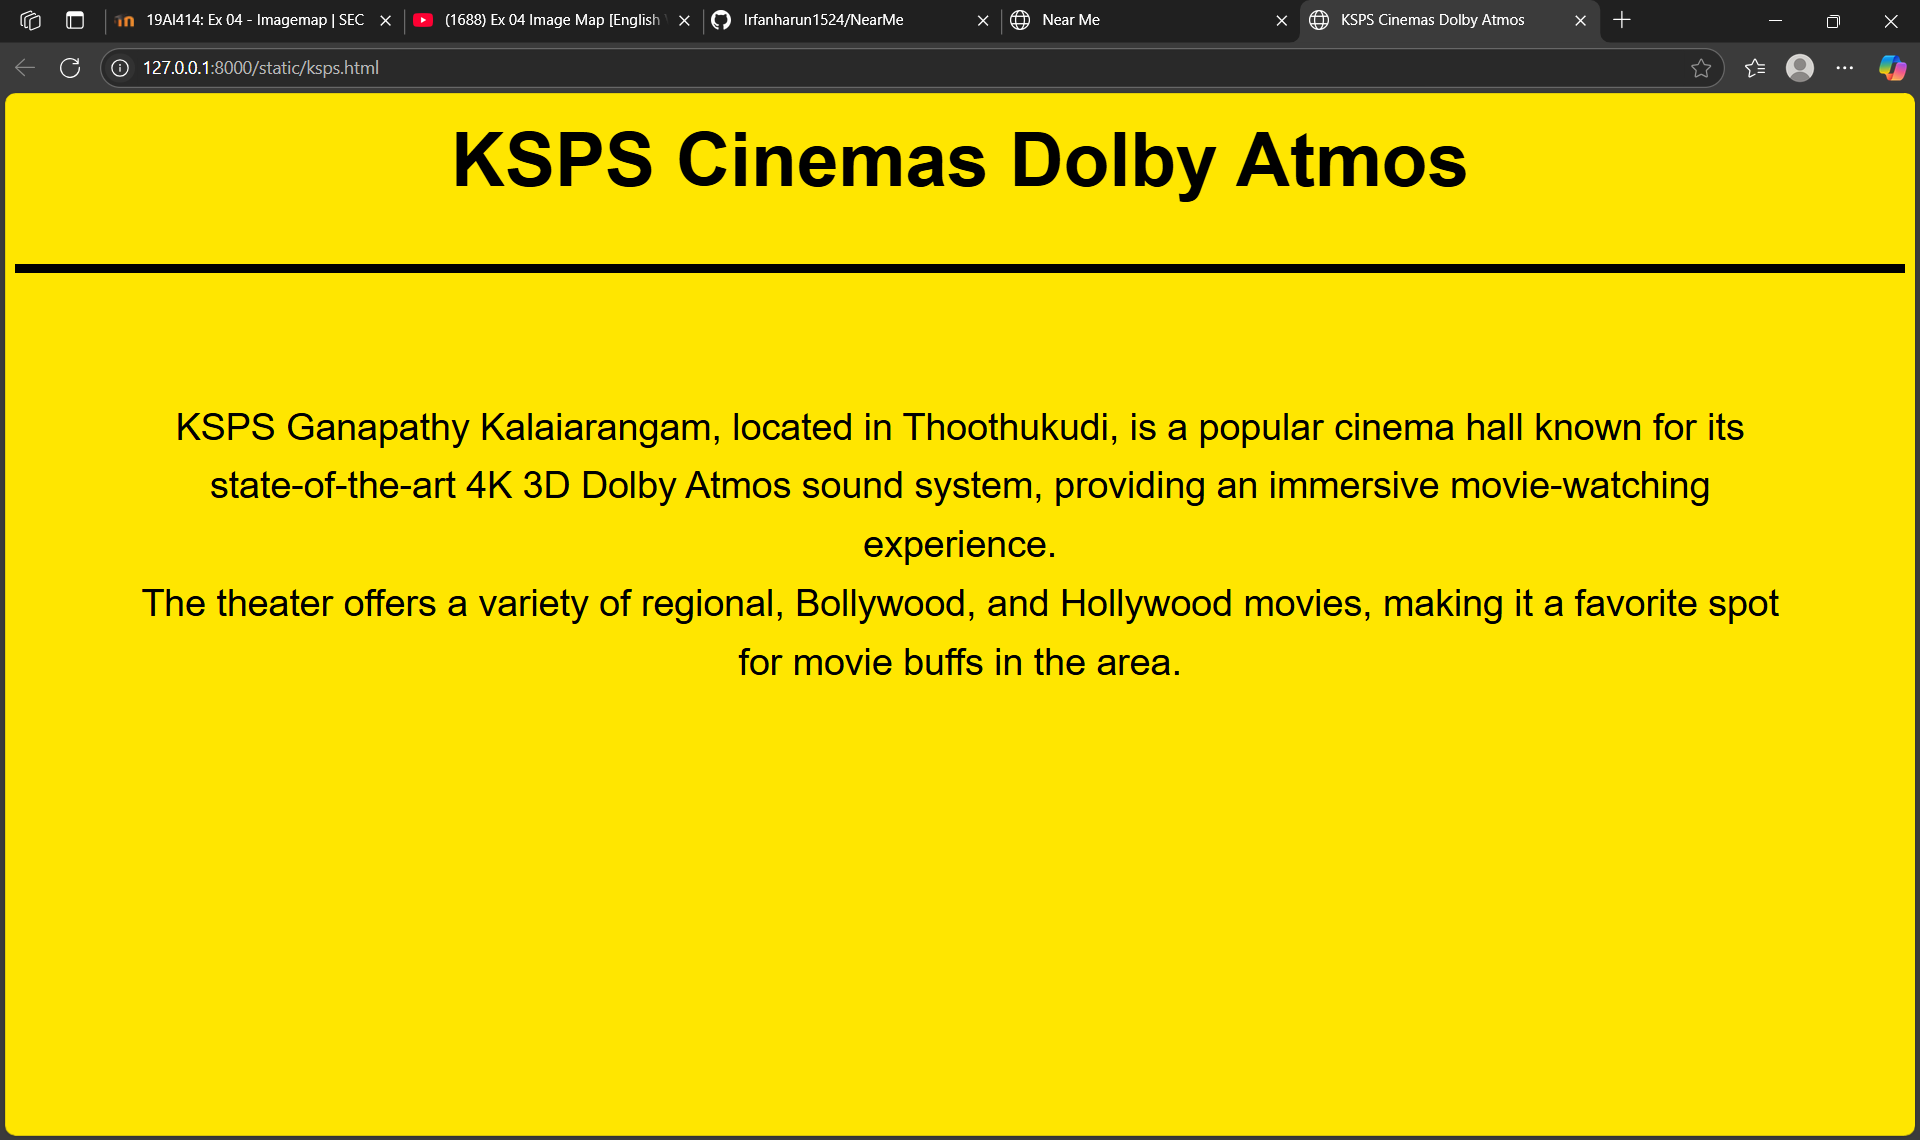 19AI414: Ex 04 - Imagemap | SEC
(1688) Ex 04 Image Map [English
Irfanharun1524/NearMe
Near Me
KSPS Cinemas Dolby Atmos
127.0.0.1:8000/static/ksps.html
KSPS Cinemas Dolby Atmos
KSPS Ganapathy Kalaiarangam, located in Thoothukudi, is a popular cinema hall known for its
state-of-the-art 4K 3D Dolby Atmos sound system, providing an immersive movie-watching
experience.
The theater offers a variety of regional, Bollywood, and Hollywood movies, making it a favorite spot
for movie buffs in the area.